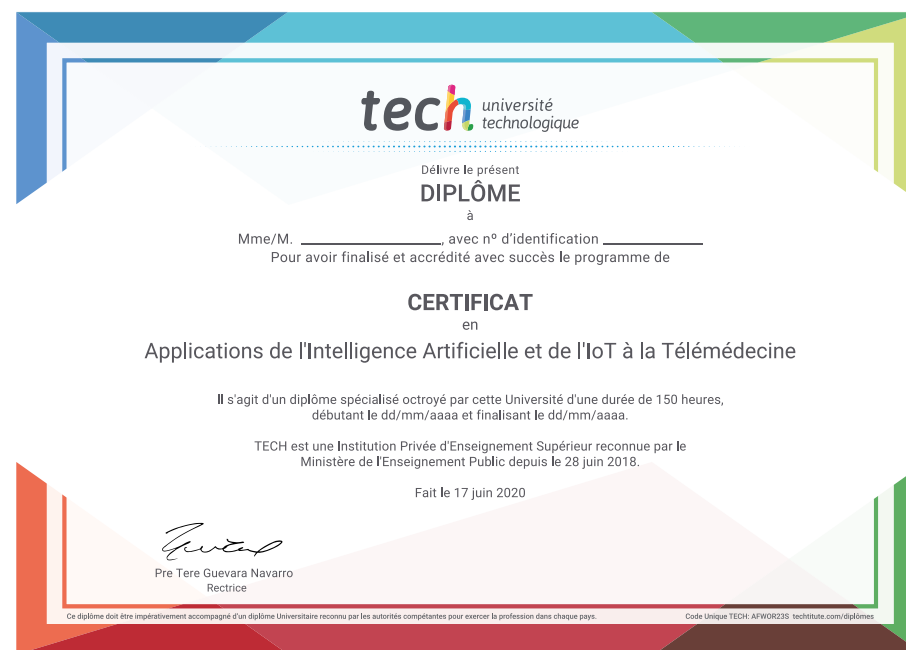 tech université
technologique
Délivre le présent
DIPLÔME
à
Mme/M. ____________________, avec nº d'identification ______________
Pour avoir finalisé et accrédité avec succès le programme de
CERTIFICAT
en
Applications de l'Intelligence Artificielle et de l'IoT à la Télémédecine
Il s'agit d'un diplôme spécialisé octroyé par cette Université d'une durée de 150 heures,
débutant le dd/mm/aaaa et finalisant le dd/mm/aaaa.
TECH est une Institution Privée d'Enseignement Supérieur reconnue par le
Ministère de l'Enseignement Public depuis le 28 juin 2018.
Fait le 17 juin 2020
Pre Tere Guevara Navarro
Rectrice
Ce diplôme doit être impérativement accompagné d'un diplôme Universitaire reconnu par les autorités compétantes pour exercer la profession dans chaque pays.
Code Unique TECH: AFWOR23S techtitute.com/diplômes